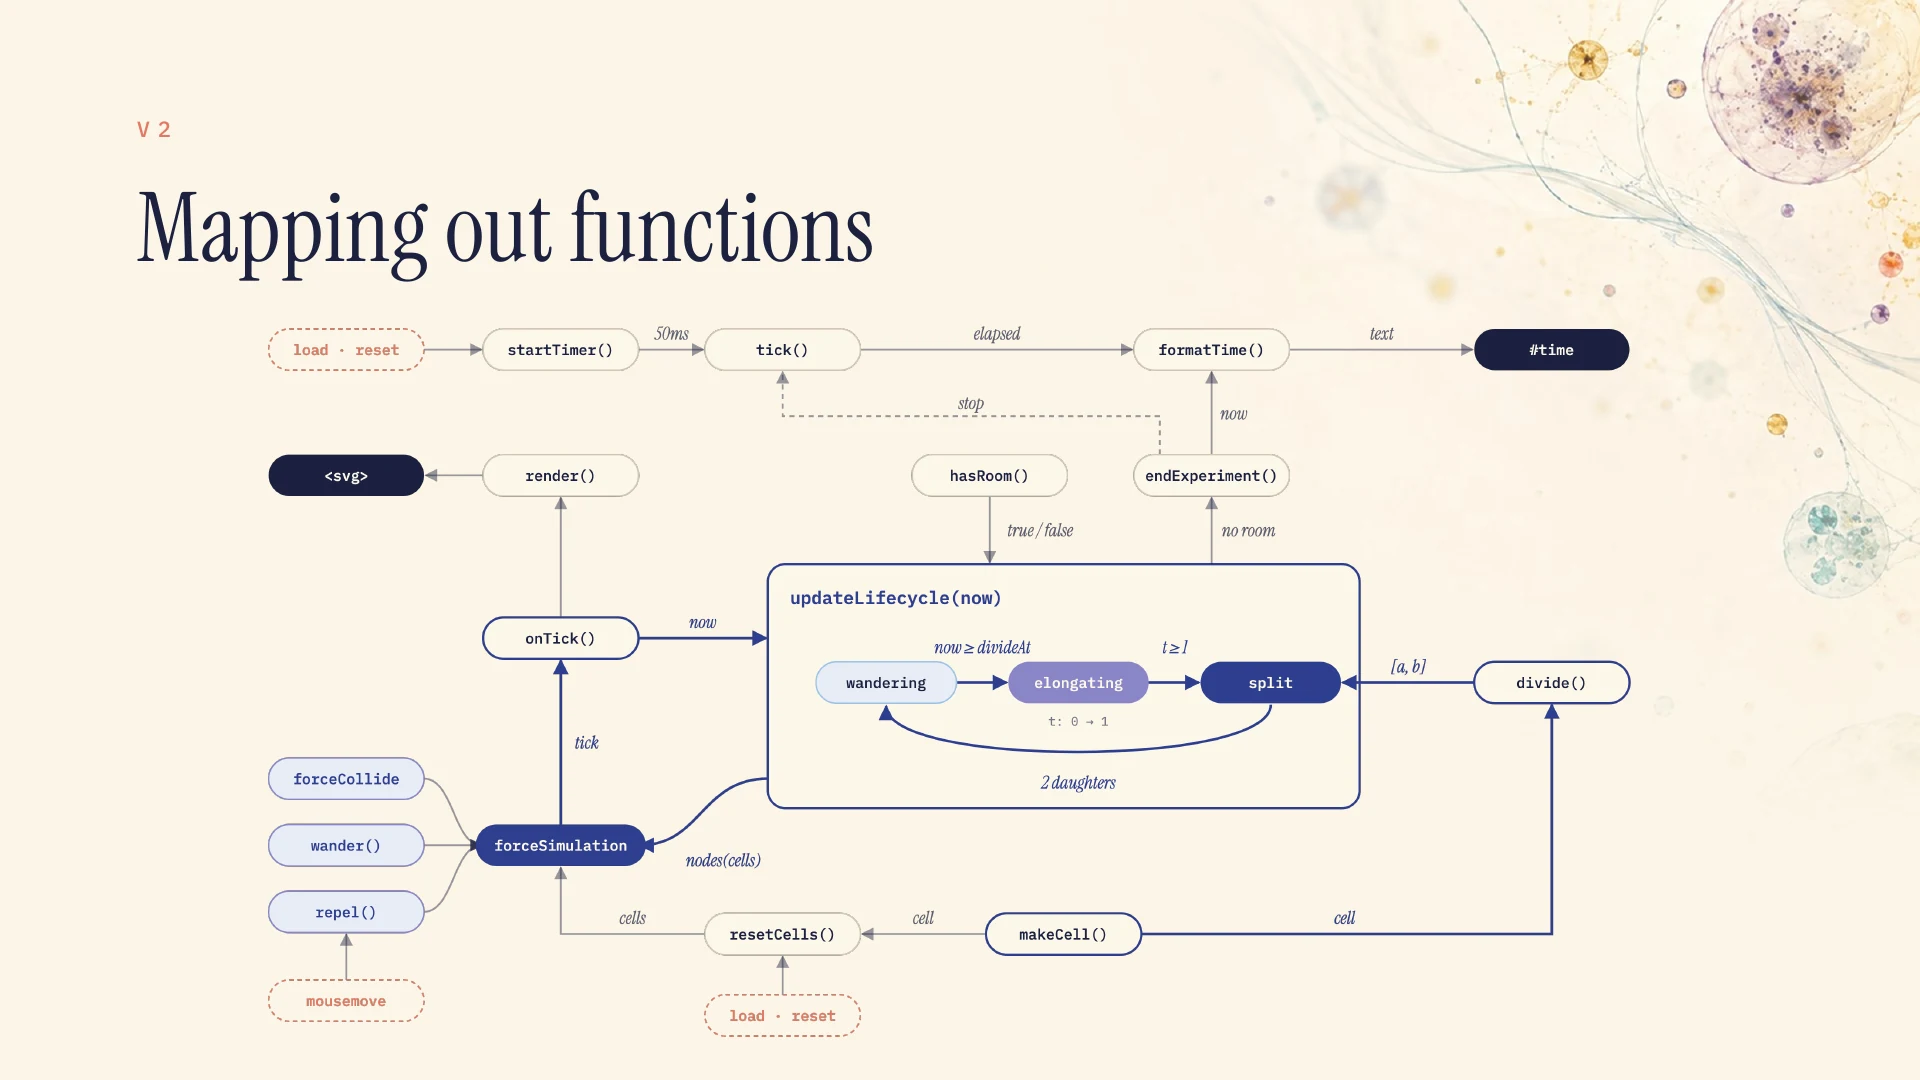 V 2
Mapping out functions
load · reset
startTimer()
50ms
tick()
elapsed
formatTime()
text
#time
stop
now
<svg>
render()
hasRoom()
endExperiment()
true / false
no room
updateLifecycle(now)
onTick()
now
now ≥ divideAt
t ≥ 1
wandering
elongating
split
[a, b]
divide()
t: 0 → 1
tick
2 daughters
forceCollide
wander()
forceSimulation
nodes(cells)
repel()
cells
resetCells()
cell
makeCell()
cell
mousemove
load · reset